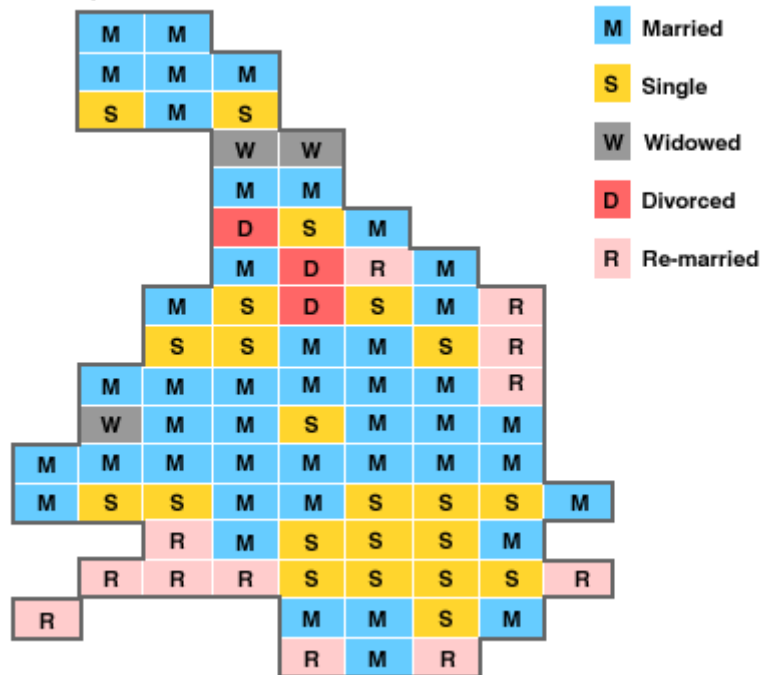 M M
M M M
S M S
W W
M M
D S M
M D R M
M S D S M R
S S M M S R
M M M M M M R
W M M S M M M
M M M M M M M M
M S S M M S S S M
R M S S S M
R R R S S S S R
R M M S M
R M R
M Married
S Single
W Widowed
D Divorced
R Re-married